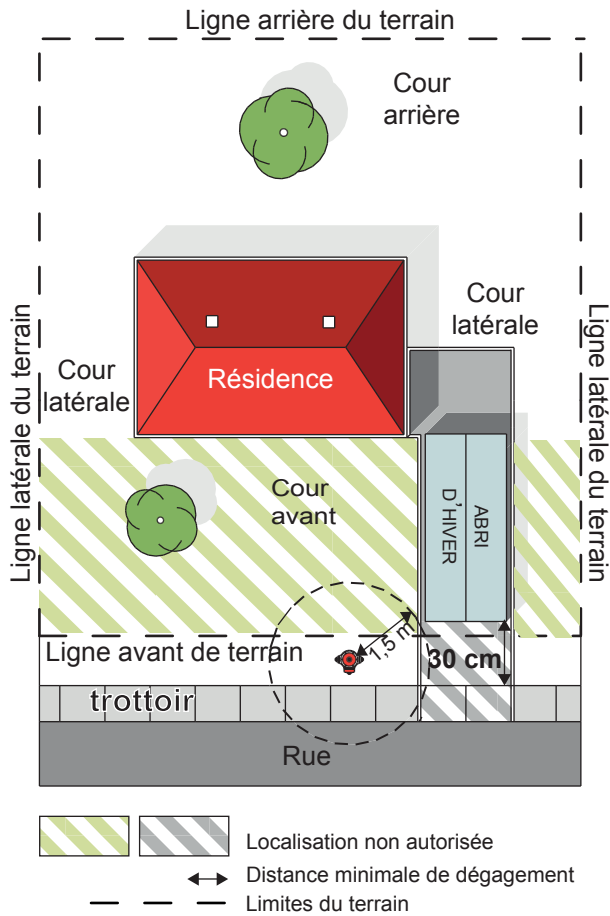 Ligne arrière du terrain
Cour
arrière
Cour
latérale
Résidence
Cour
latérale
Ligne latérale du terrain
Ligne latérale du terrain
Cour
avant
ABRI
D'HIVER
Ligne avant de terrain
1,5 m
30 cm
trottoir
Rue
Localisation non autorisée
Distance minimale de dégagement
Limites du terrain